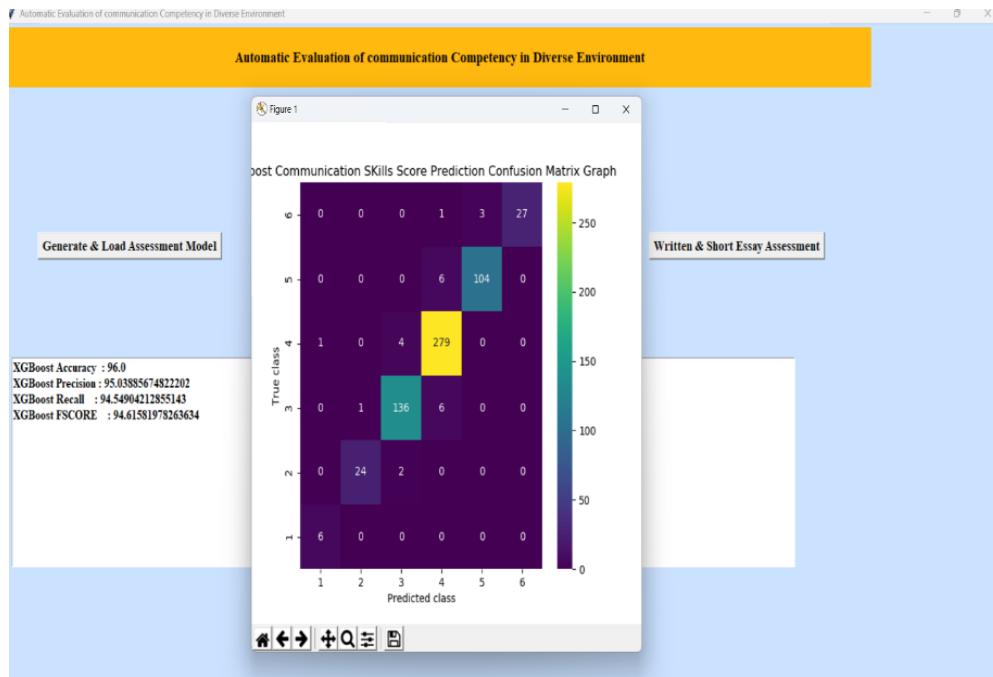 Automatic Evaluation of communication Competency in Diverse Environment
Automatic Evaluation of communication Competency in Diverse Environment
Figure 1
oost Communication SKills Score Prediction Confusion Matrix Graph
Generate & Load Assessment Model
Written & Short Essay Assessment
XGBoost Accuracy : 96.0
XGBoost Precision : 95.03885674822202
XGBoost Recall : 94.54904212855143
XGBoost FSCORE : 94.61581978263634
True class
6 0 0 0 1 3 27
5 0 0 0 6 104 0
4 1 0 4 279 0 0
3 0 1 136 6 0 0
2 0 24 2 0 0 0
1 6 0 0 0 0 0
1 2 3 4 5 6
Predicted class
250
200
150
100
50
0